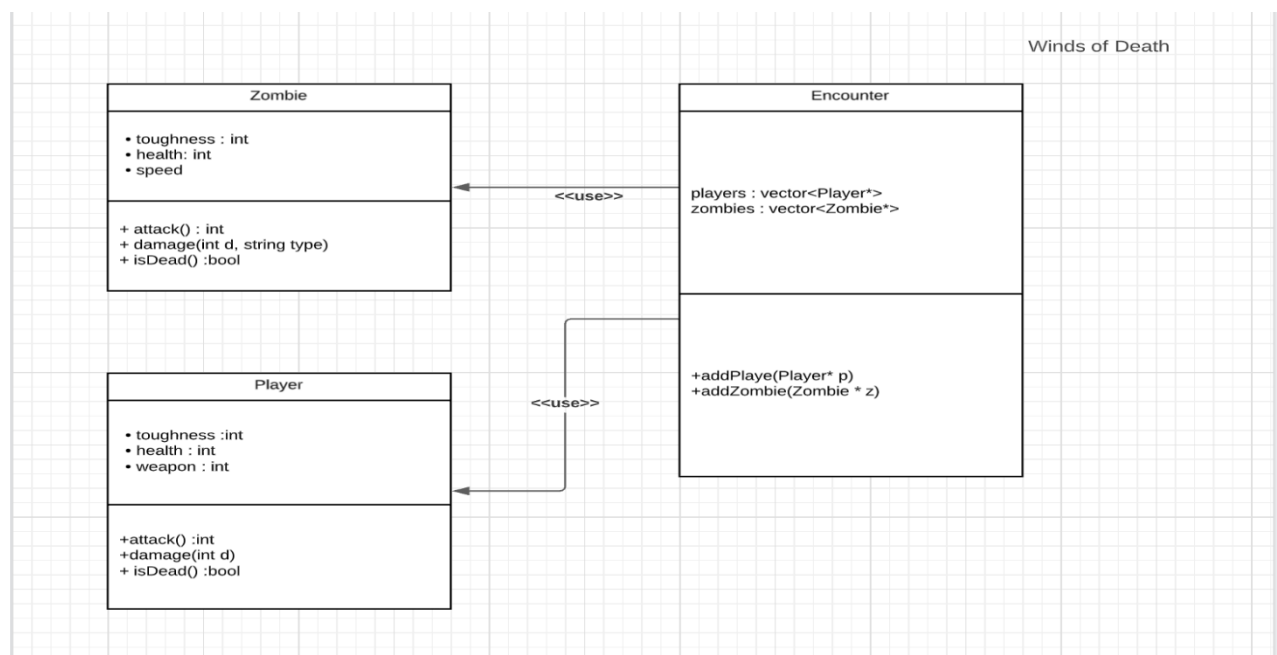 Winds of Death
Zombie
• toughness : int
• health: int
• speed
+ attack() : int
+ damage(int d, string type)
+ isDead() :bool
<<use>>
Encounter
players : vector<Player*>
zombies : vector<Zombie*>
+addPlaye(Player* p)
+addZombie(Zombie * z)
<<use>>
Player
• toughness :int
• health : int
• weapon : int
+attack() :int
+damage(int d)
+ isDead() :bool